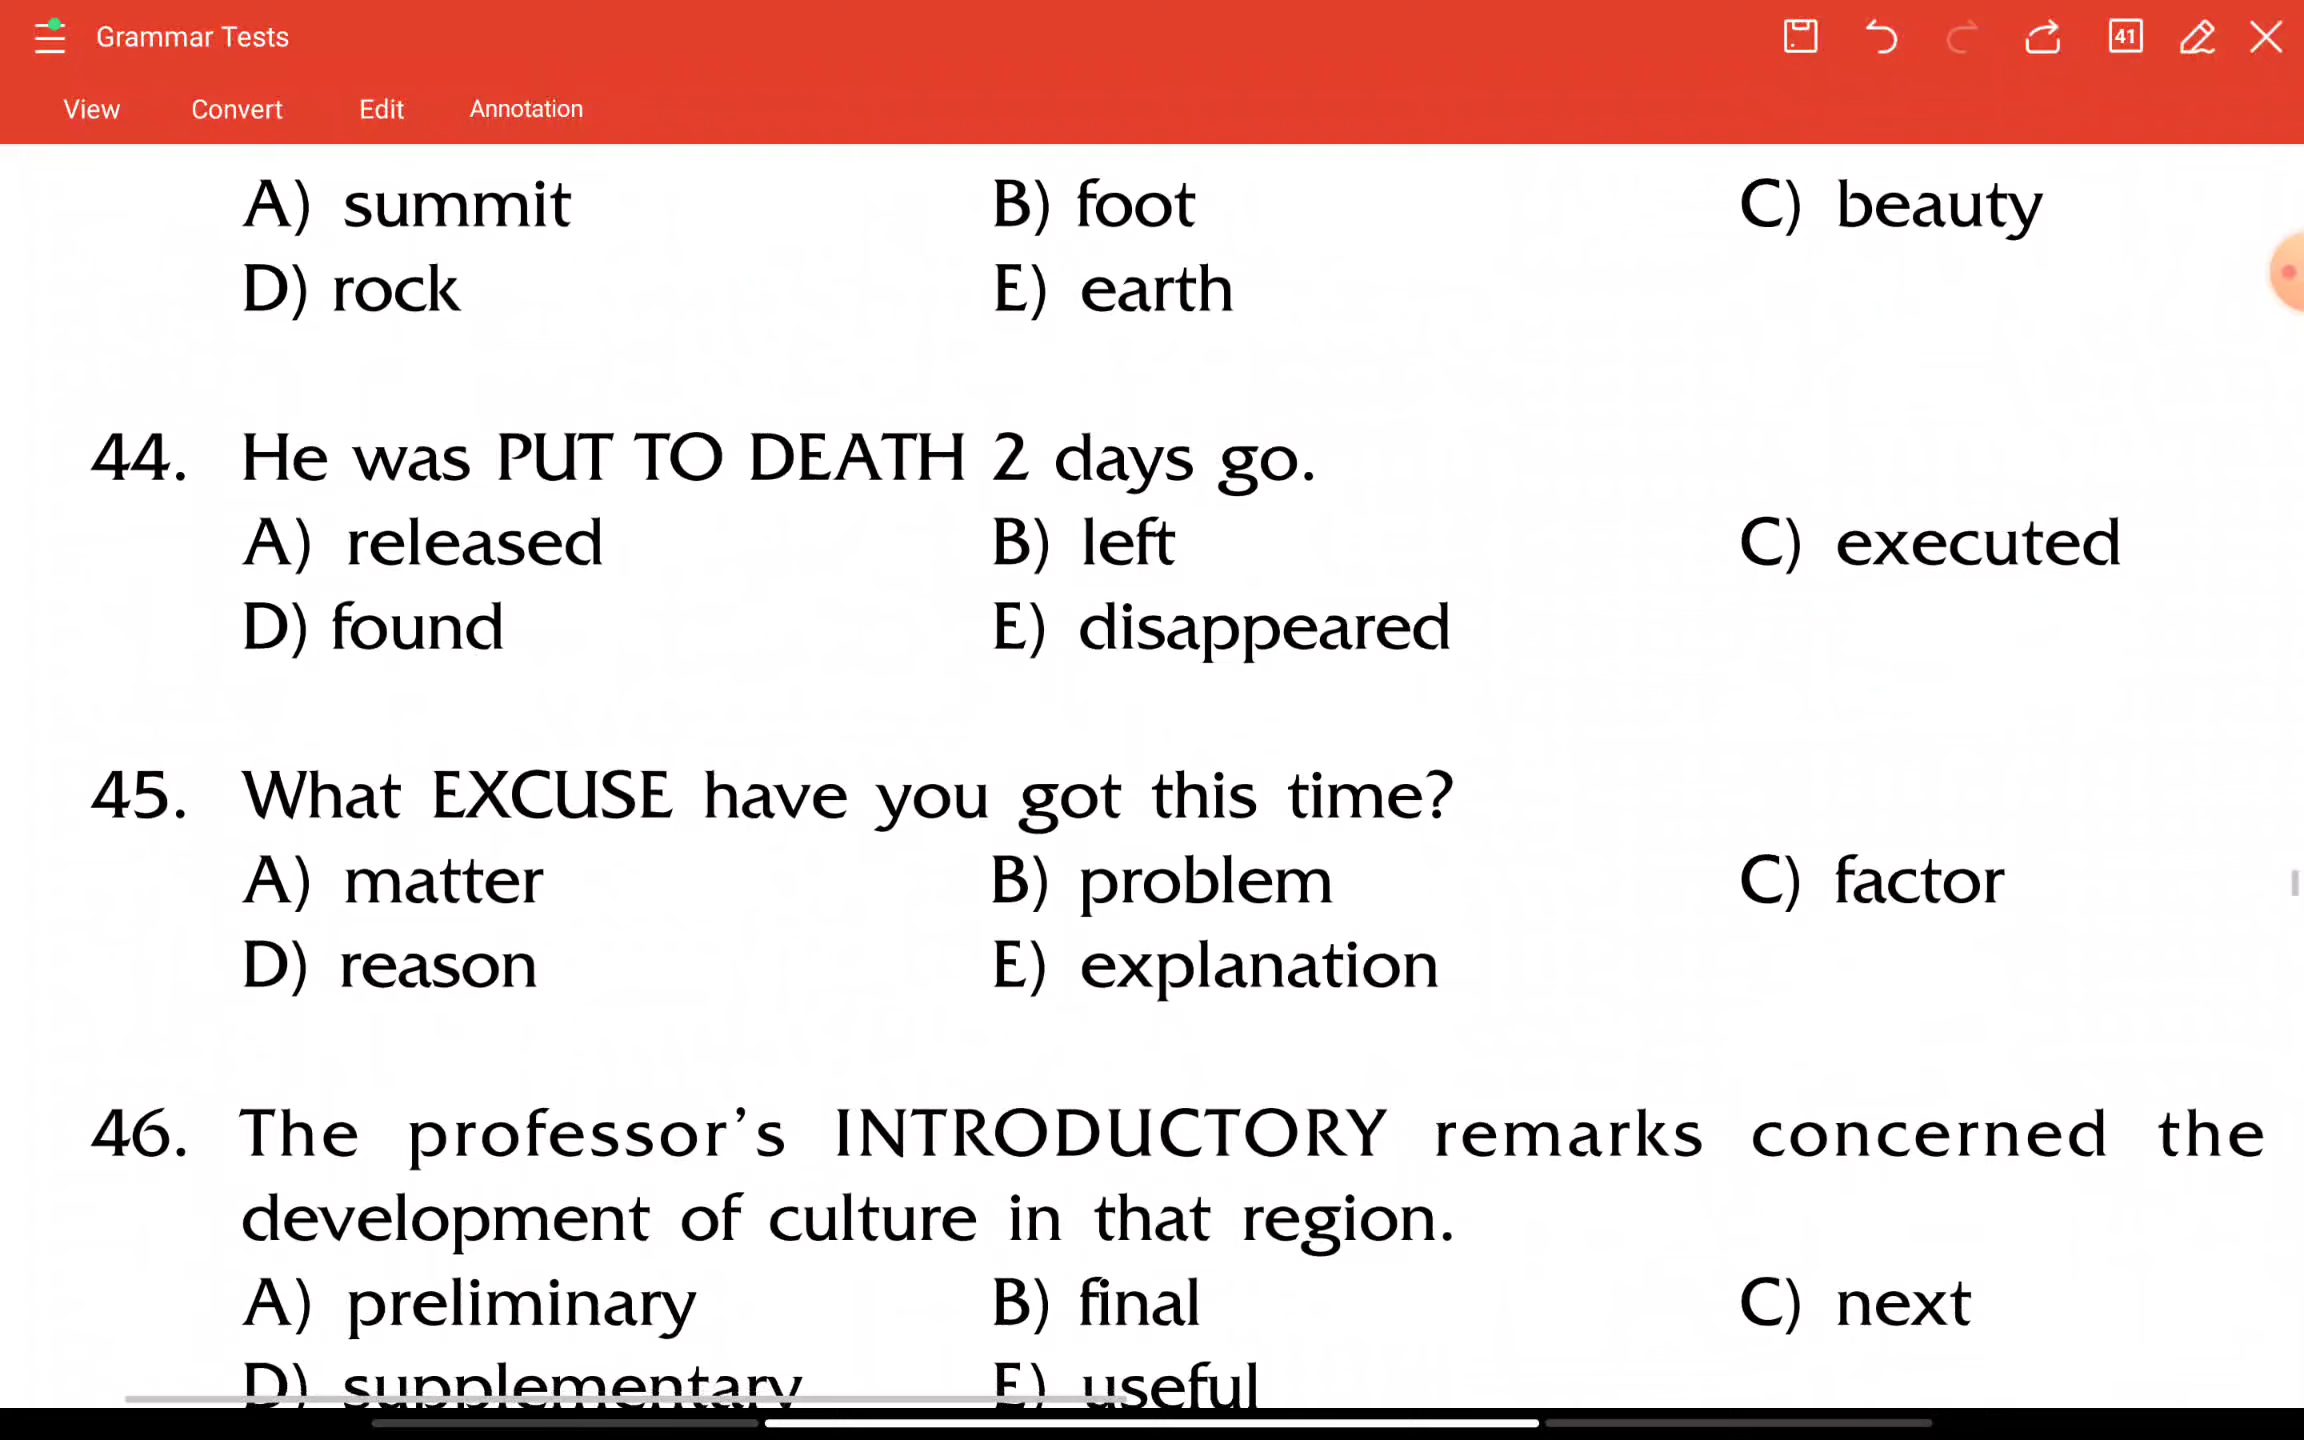 Grammar Tests
41
View Convert Edit Annotation
A) summit B) foot C) beauty
D) rock E) earth
44. He was PUT TO DEATH 2 days go.
A) released B) left C) executed
D) found E) disappeared
45. What EXCUSE have you got this time?
A) matter B) problem C) factor
D) reason E) explanation
46. The professor’s INTRODUCTORY remarks concerned the
development of culture in that region.
A) preliminary B) final C) next
D) supplementary E) useful